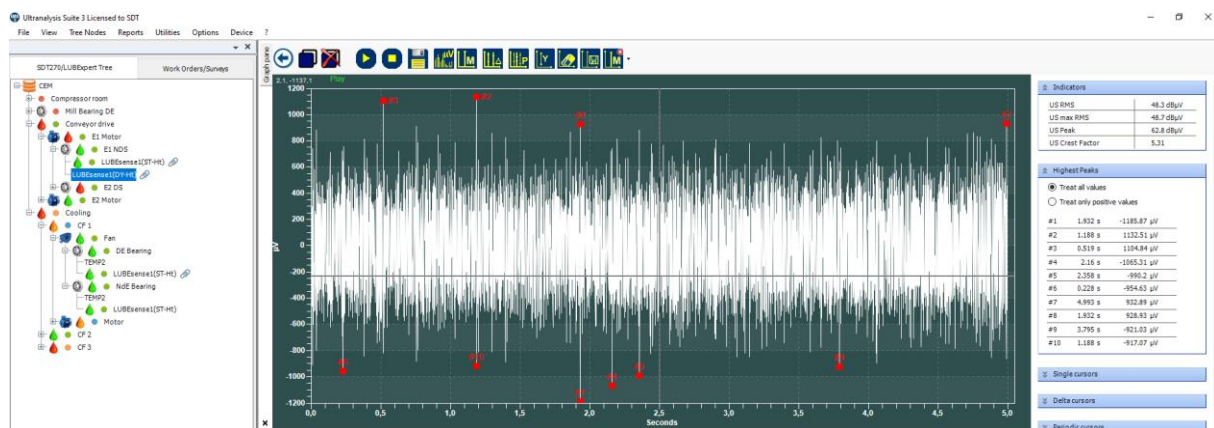 Ultranalysis Suite 3 Licensed to SDT
File View Tree Nodes Reports Utilities Options Device ?
SDT270/LUBExpert Tree Work Orders/Surveys
CEM
Compressor room
Mill Bearing DE
Conveyor drive
E1 Motor
E1 NDS
LUBEsense1(ST-Ht)
LUBEsense1(DY-Ht)
E2 DS
E2 Motor
Cooling
CF 1
Fan
DE Bearing
TEMP2
LUBEsense1(ST-Ht)
NdE Bearing
TEMP2
LUBEsense1(ST-Ht)
Motor
CF 2
CF 3
Graph pane
2,1, -1137,1 Play
1200
1000
800
600
400
200
0
-200
-400
-600
-800
-1000
-1200
µV
0,0 0,5 1,0 1,5 2,0 2,5 3,0 3,5 4,0 4,5 5,0
Seconds
Indicators
US RMS 48.3 dBµV
US max RMS 48.7 dBµV
US Peak 62.8 dBµV
US Crest Factor 5.31
Highest Peaks
Treat all values
Treat only positive values
#1 1.932 s -1185.87 µV
#2 1.188 s 1132.51 µV
#3 0.519 s 1104.84 µV
#4 2.16 s -1065.31 µV
#5 2.358 s -990.2 µV
#6 0.228 s -954.63 µV
#7 4.993 s 932.89 µV
#8 1.932 s 928.93 µV
#9 3.795 s -921.03 µV
#10 1.188 s -917.07 µV
Single cursors
Delta cursors
Periodic cursors